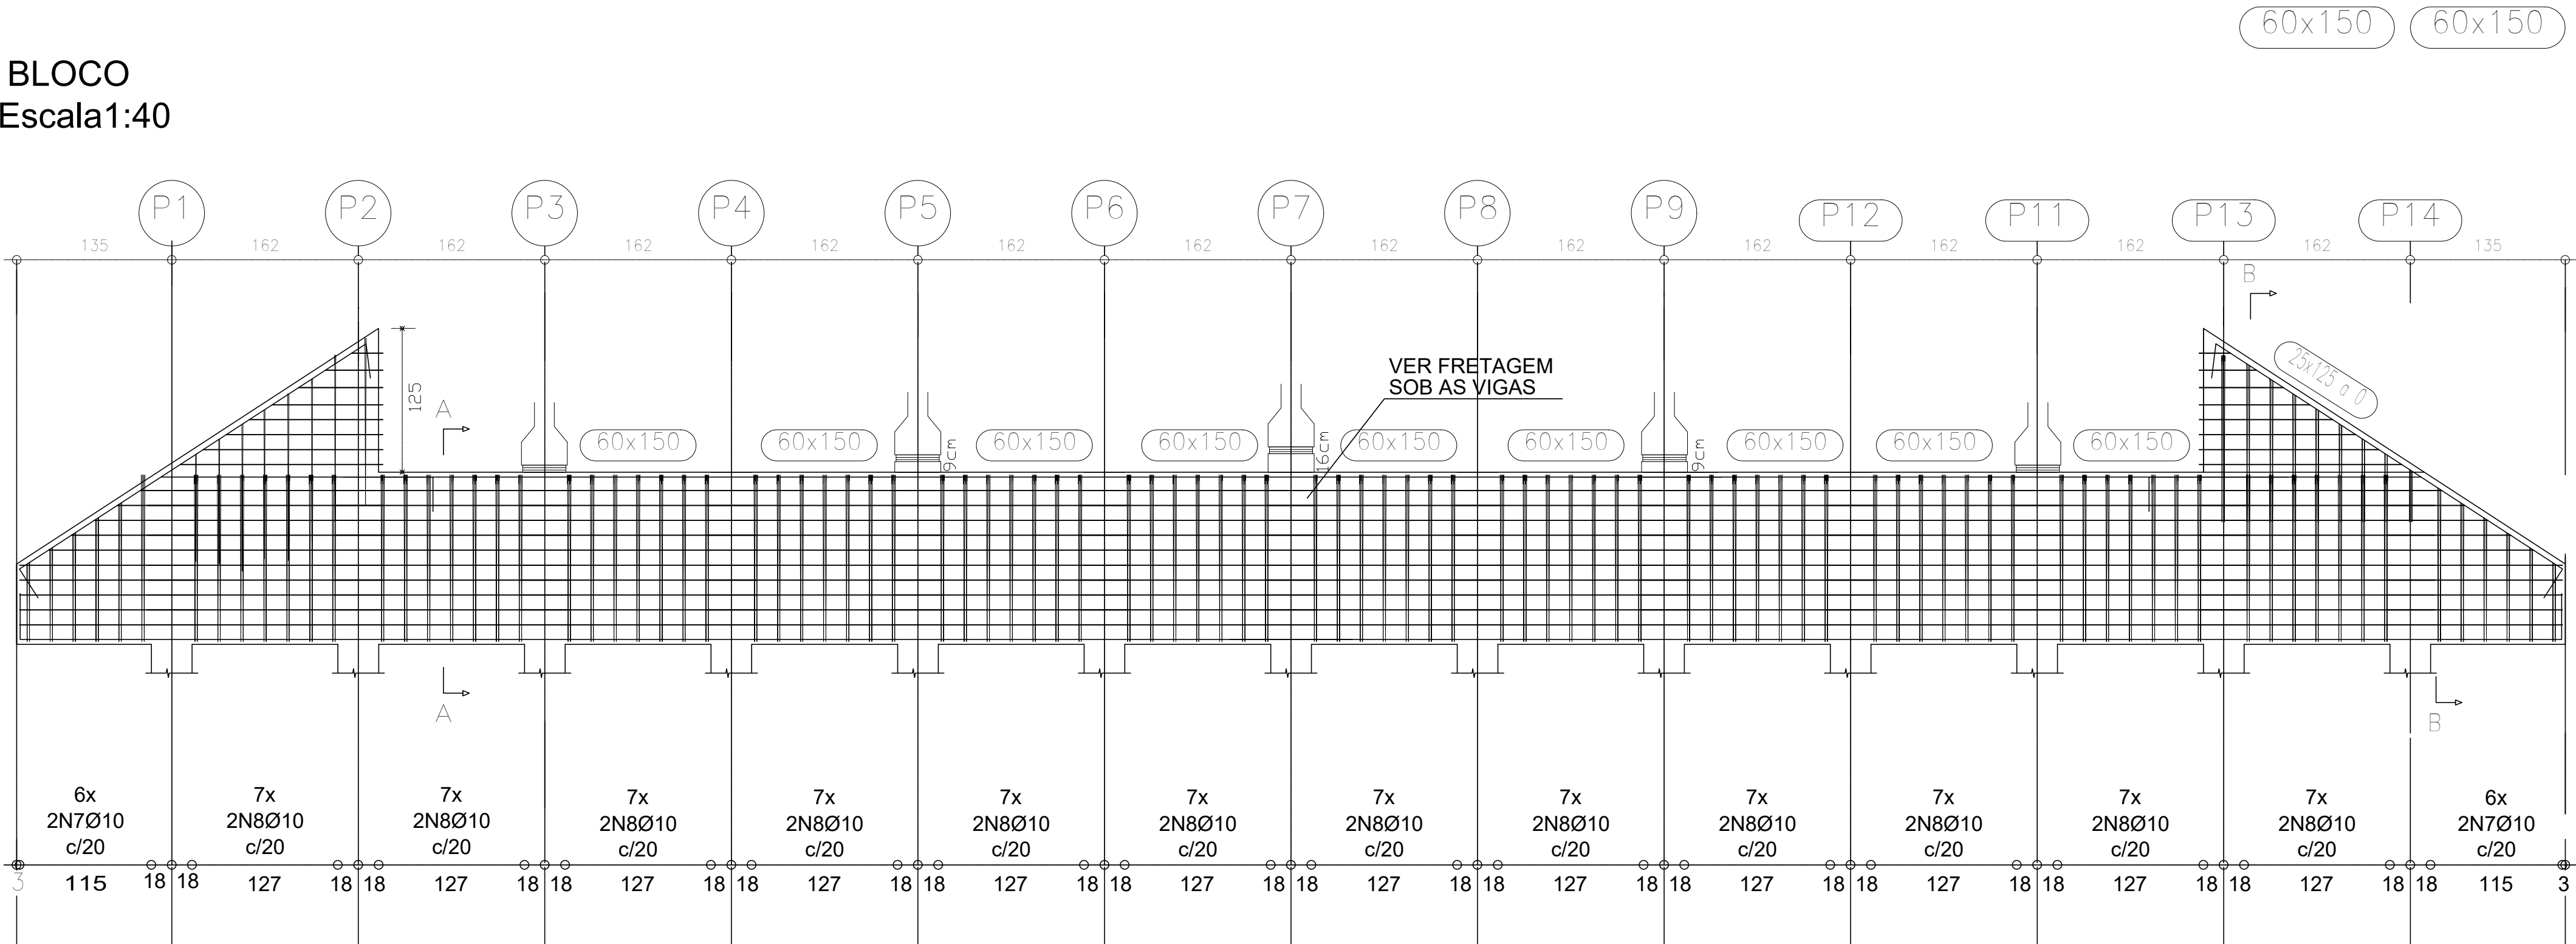 60x150 60x150
BLOCO
Escala1:40
P1 P2 P3 P4 P5 P6 P7 P8 P9 P12 P11 P13 P14
135 162 162 162 162 162 162 162 162 162 162 162 162 135
B
125
A
VER FRETAGEM
SOB AS VIGAS
25x125 a 0
60x150 60x150 60x150 60x150 60x150 60x150 60x150 60x150 60x150
9cm 16cm 9cm
A
B
6x 7x 7x 7x 7x 7x 7x 7x 7x 7x 7x 7x 7x 6x
2N7Ø10 2N8Ø10 2N8Ø10 2N8Ø10 2N8Ø10 2N8Ø10 2N8Ø10 2N8Ø10 2N8Ø10 2N8Ø10 2N8Ø10 2N8Ø10 2N8Ø10 2N7Ø10
c/20 c/20 c/20 c/20 c/20 c/20 c/20 c/20 c/20 c/20 c/20 c/20 c/20 c/20
3 115 18 18 127 18 18 127 18 18 127 18 18 127 18 18 127 18 18 127 18 18 127 18 18 127 18 18 127 18 18 127 18 18 127 18 18 127 18 18 115 3